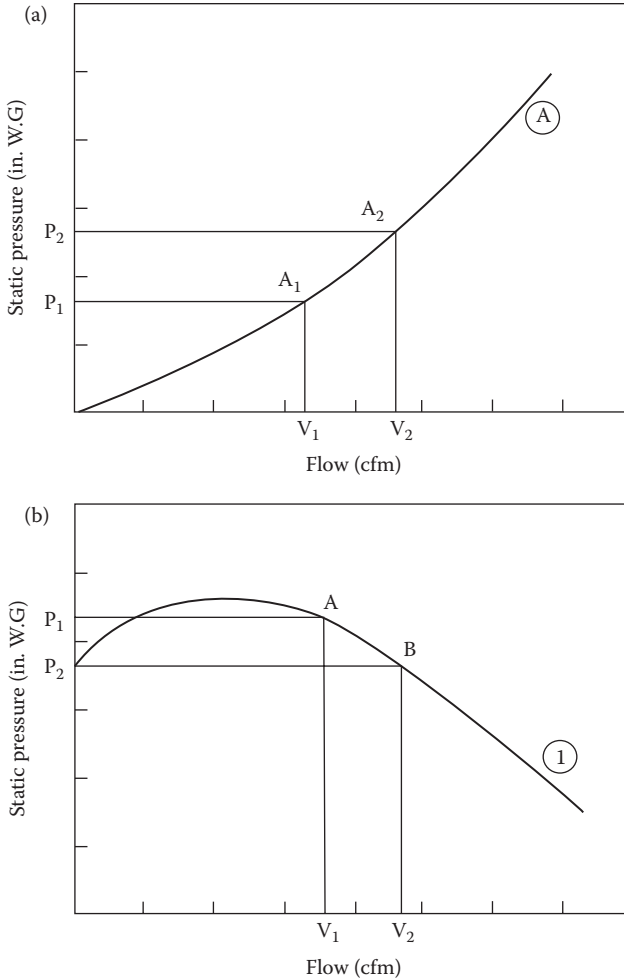 (a)
Static pressure (in. W.G)
A
A₂
P₂
A₁
P₁
V₁ V₂
Flow (cfm)
(b)
Static pressure (in. W.G)
P₁
A
P₂
B
1
V₁ V₂
Flow (cfm)